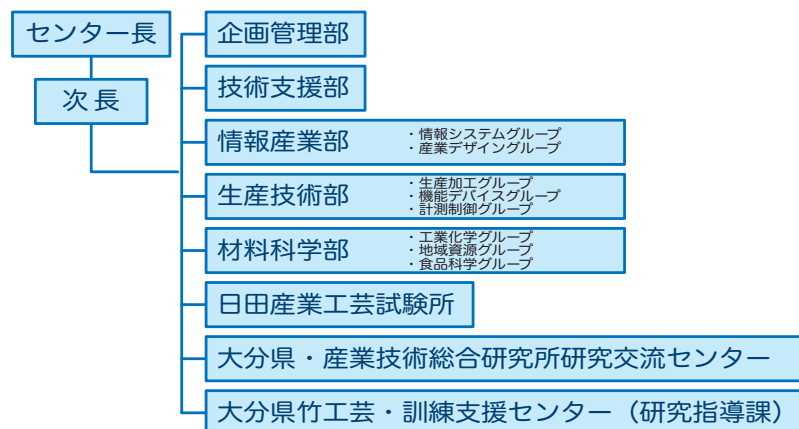 センター長
次長
企画管理部
技術支援部
情報産業部
・情報システムグループ
・産業デザイングループ
生産技術部
・生産加工グループ
・機能デバイスグループ
・計測制御グループ
材料科学部
・工業化学グループ
・地域資源グループ
・食品科学グループ
日田産業工芸試験所
大分県・産業技術総合研究所研究交流センター
大分県竹工芸・訓練支援センター（研究指導課）